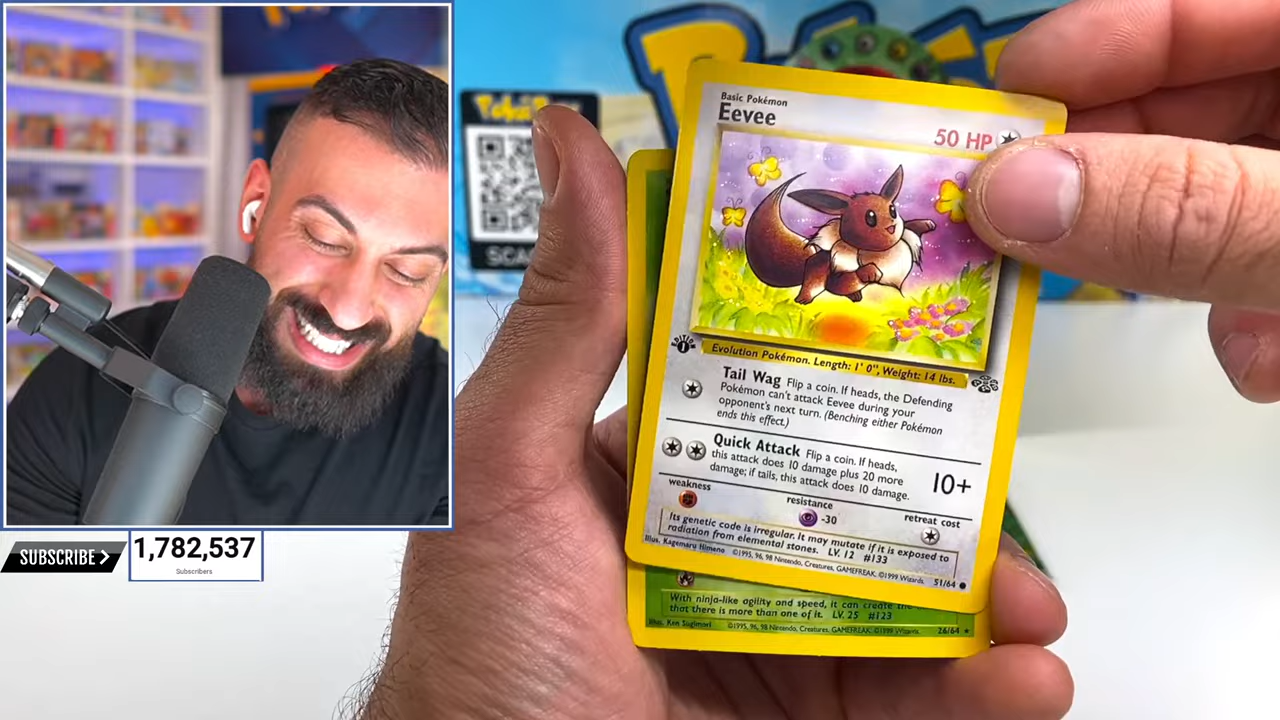 Basic Pokémon
Eevee
50 HP
EDITION
1
Evolution Pokémon. Length: 1' 0", Weight: 14 lbs.
Tail Wag Flip a coin. If heads, the Defending
Pokémon can't attack Eevee during your
opponent's next turn. (Benching either Pokémon
ends this effect.)
Quick Attack Flip a coin. If heads,
this attack does 10 damage plus 20 more
damage; if tails, this attack does 10 damage.
10+
weakness
resistance
retreat cost
-30
Its genetic code is irregular. It may mutate if it is exposed to
radiation from elemental stones. LV. 12 #133
Illus. Kagemaru Himeno ©1995, 96, 98 Nintendo, Creatures, GAMEFREAK. ©1999 Wizards. 51/64
With ninja-like agility and speed, it can create the
that there is more than one of it. LV. 25 #123
Illus. Ken Sugimori ©1995, 96, 98 Nintendo, Creatures, GAMEFREAK. ©1999 Wizards. 26/64
SUBSCRIBE >
1,782,537
Subscribers